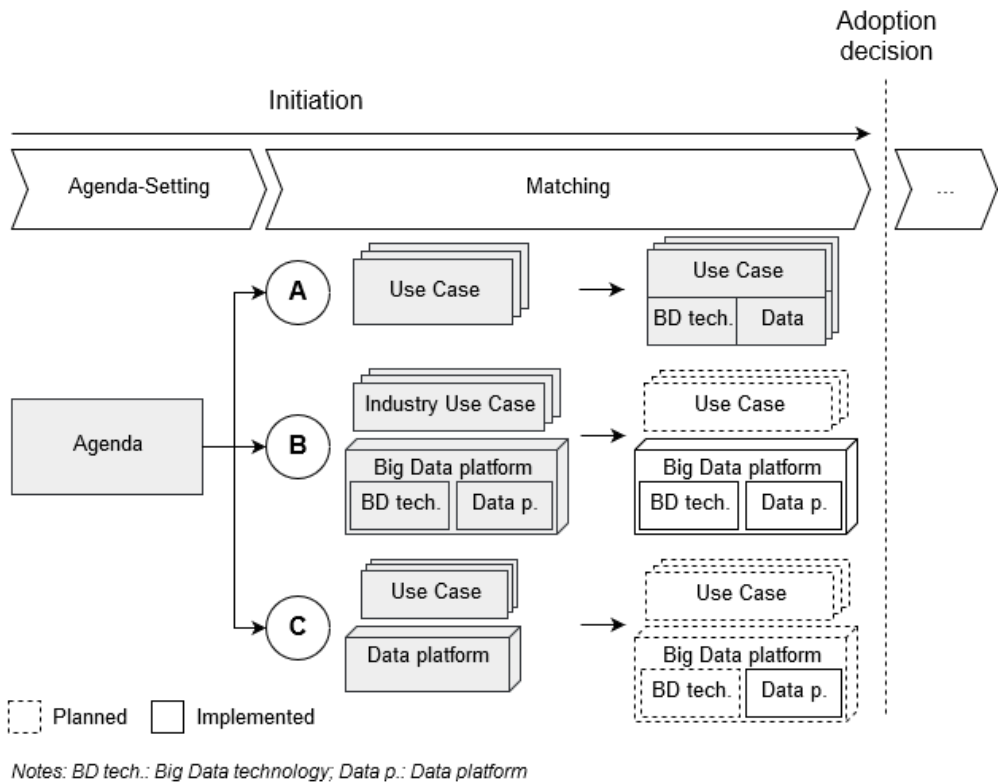 Adoption
decision
Initiation
Agenda-Setting
Matching
...
A
Use Case
Use Case
BD tech.
Data
Industry Use Case
Use Case
Agenda
B
Big Data platform
BD tech.
Data p.
Big Data platform
BD tech.
Data p.
Use Case
Use Case
C
Data platform
Big Data platform
BD tech.
Data p.
Planned
Implemented
Notes: BD tech.: Big Data technology; Data p.: Data platform